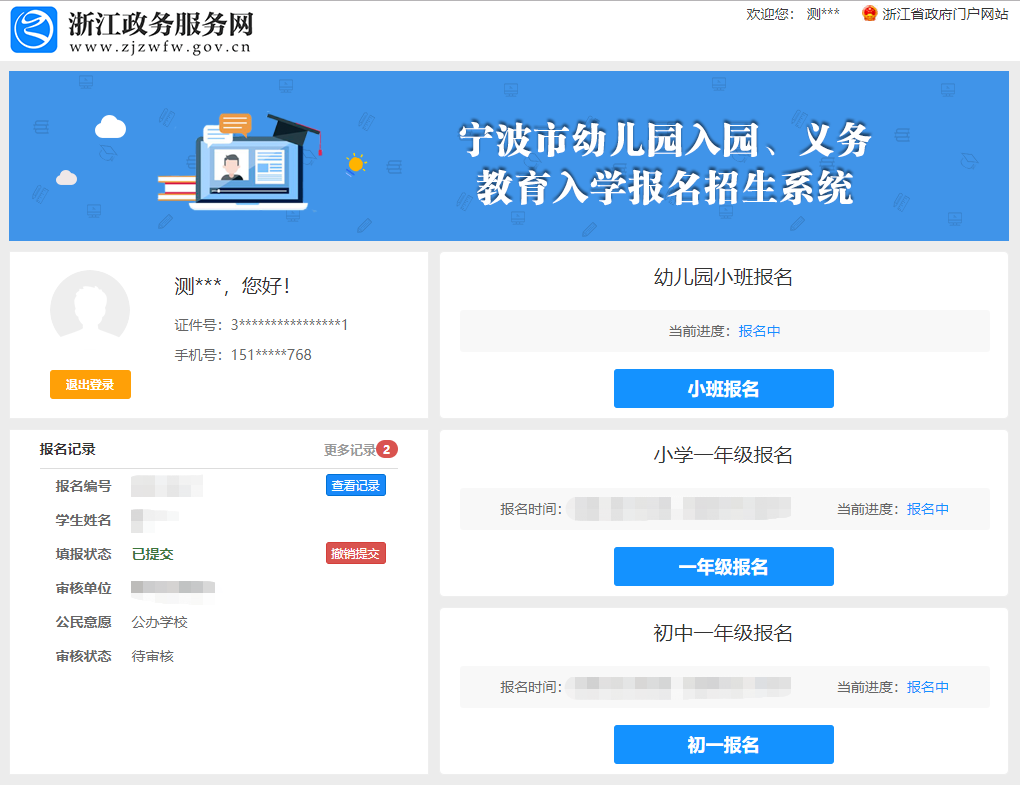 浙江政务服务网
www.zjzwfw.gov.cn
欢迎您： 测*** 浙江省政府门户网站
宁波市幼儿园入园、义务
教育入学报名招生系统
测***，您好！
证件号：3****************1
手机号：151*****768
退出登录
报名记录 更多记录 2
报名编号 查看记录
学生姓名
填报状态 已提交 撤销提交
审核单位
公民意愿 公办学校
审核状态 待审核
幼儿园小班报名
当前进度：报名中
小班报名
小学一年级报名
报名时间： 当前进度：报名中
一年级报名
初中一年级报名
报名时间： 当前进度：报名中
初一报名